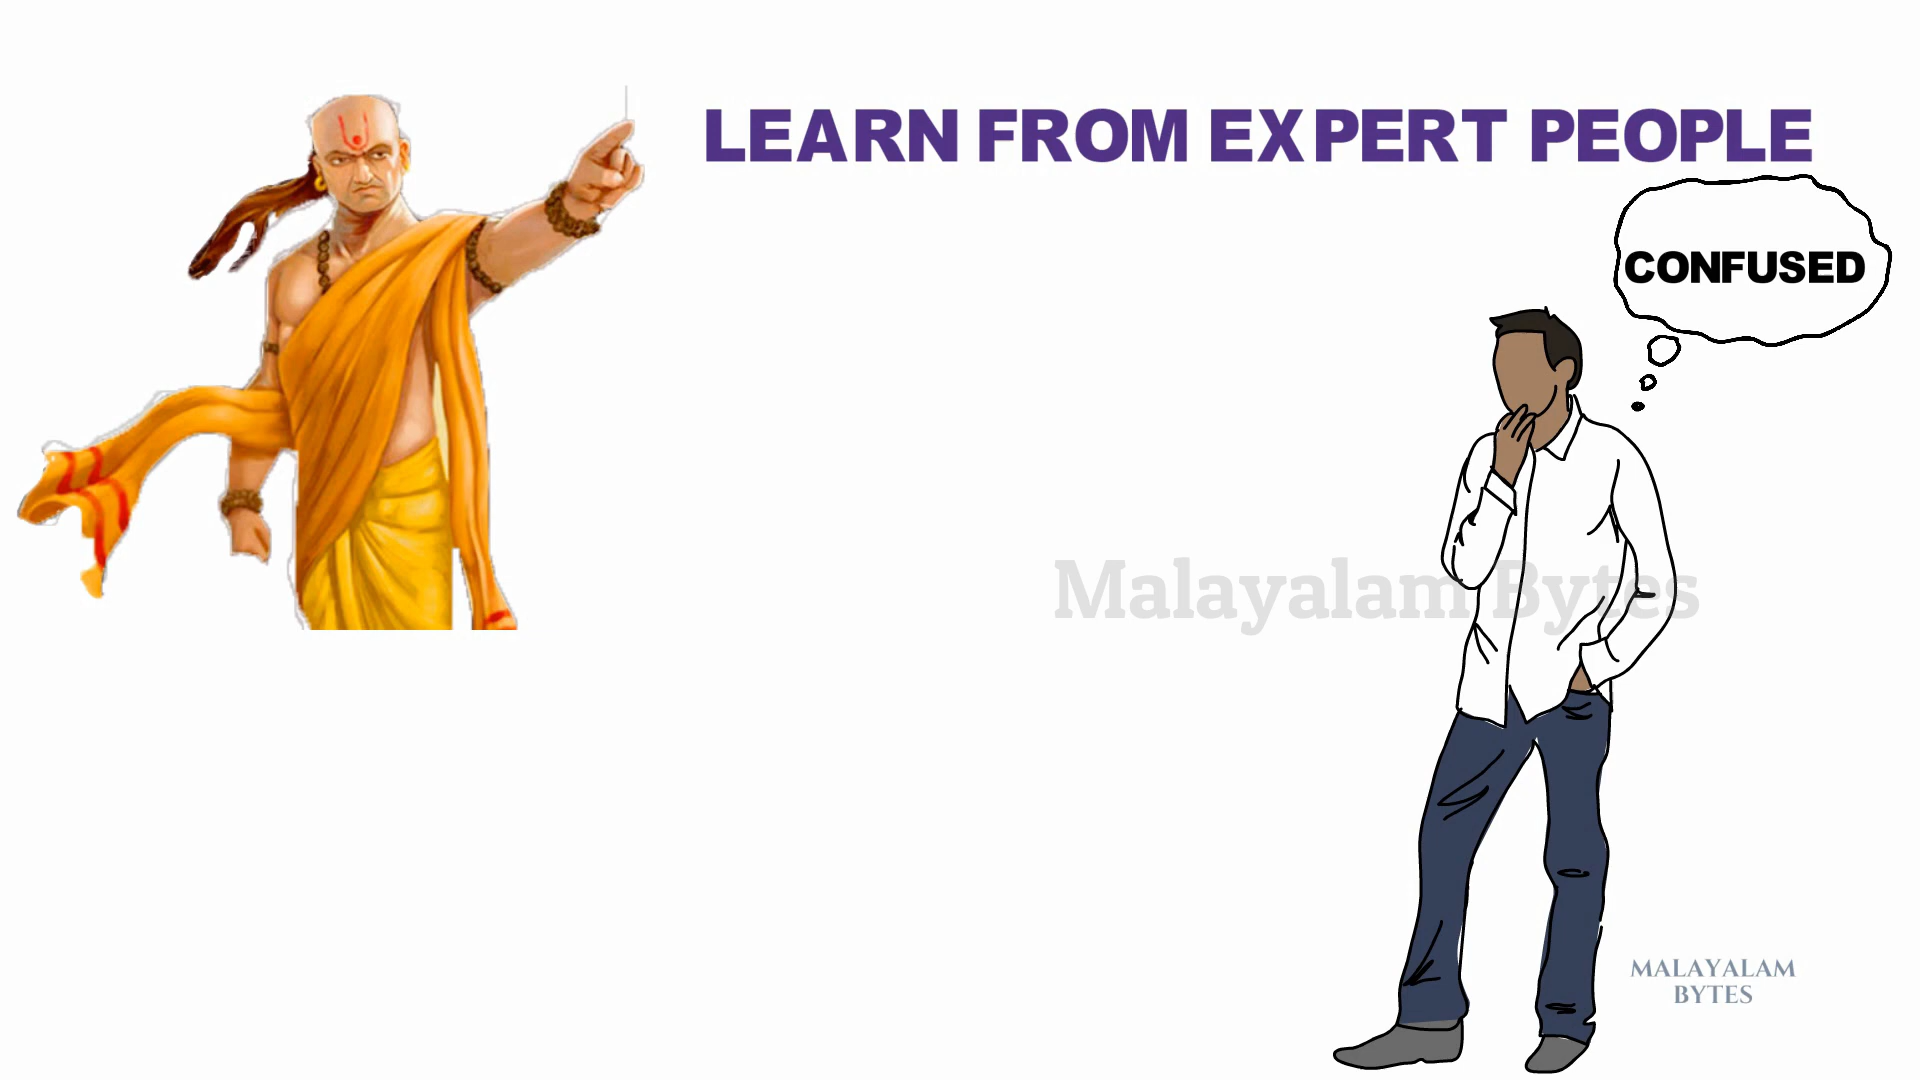 LEARN FROM EXPERT PEOPLE
CONFUSED
Malayalam Bytes
MALAYALAM
BYTES